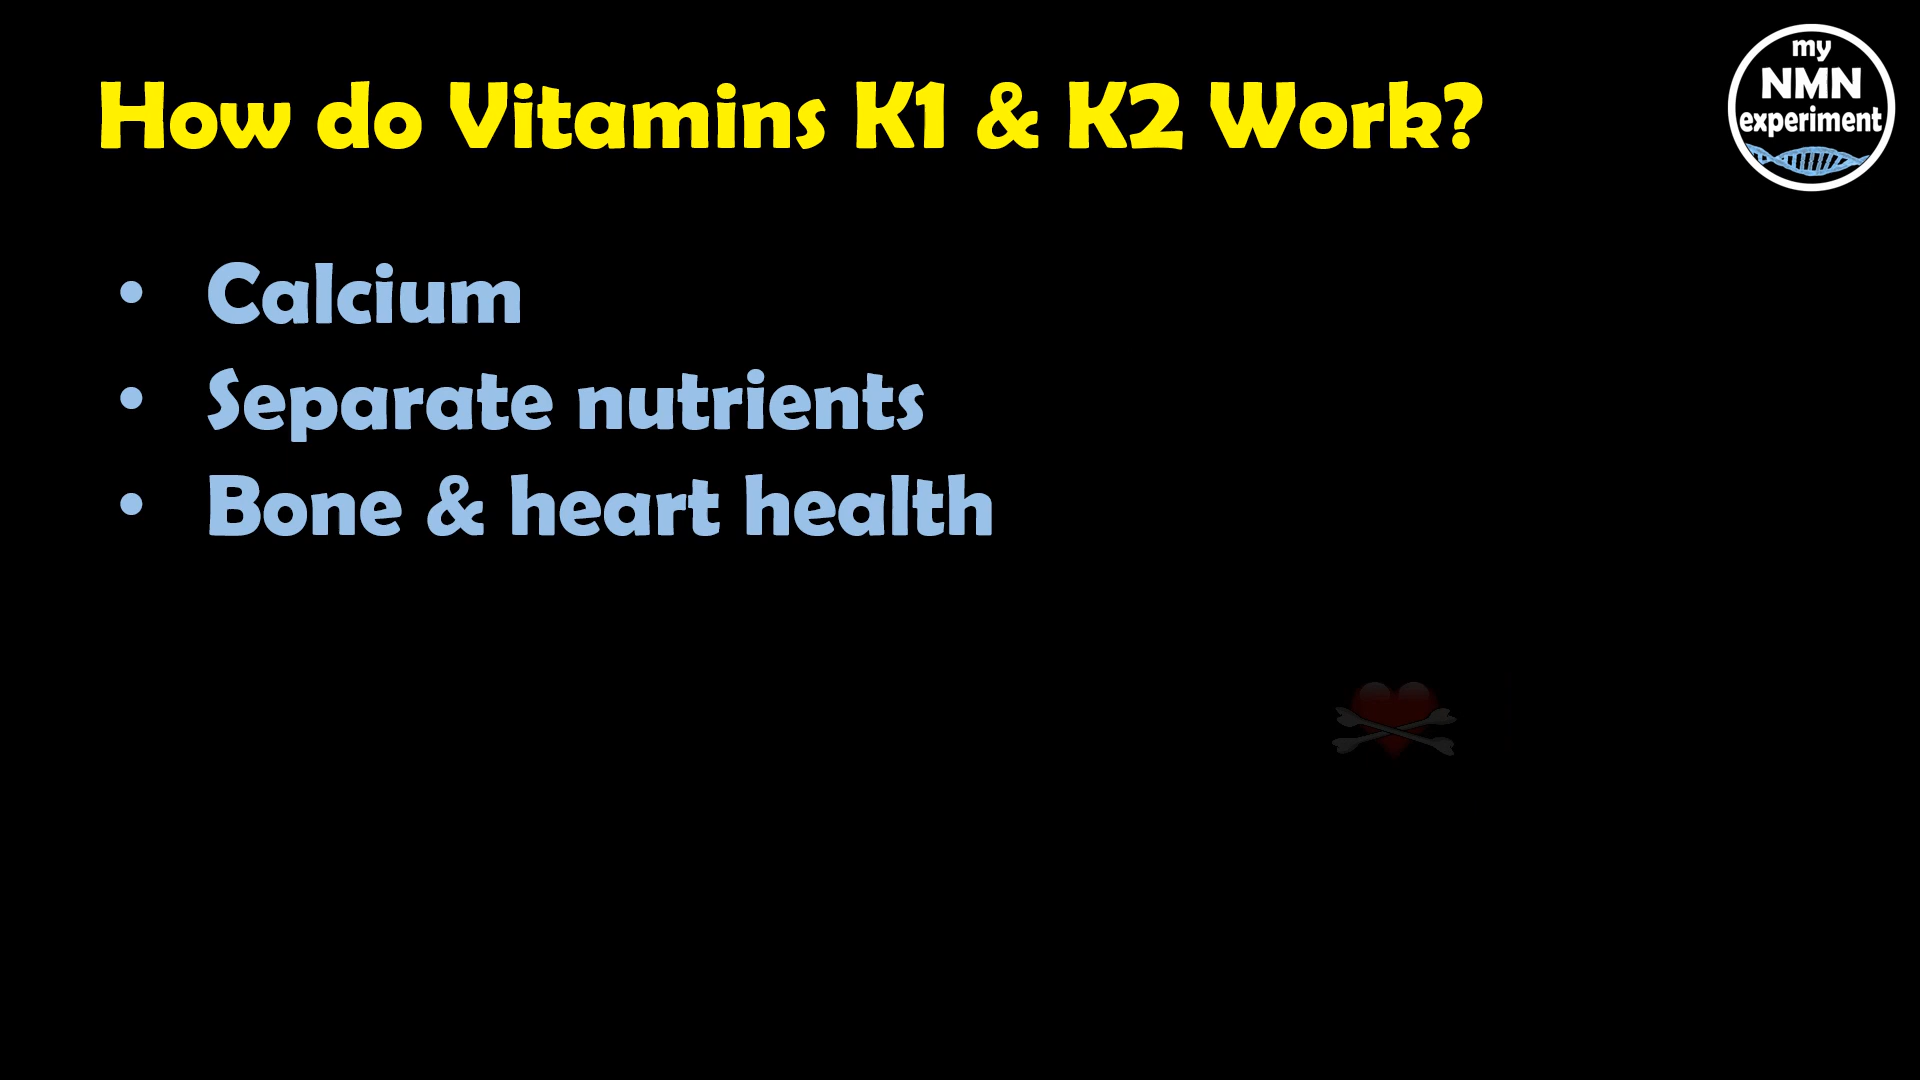 How do Vitamins K1 & K2 Work?
my
NMN
experiment
• Calcium
• Separate nutrients
• Bone & heart health